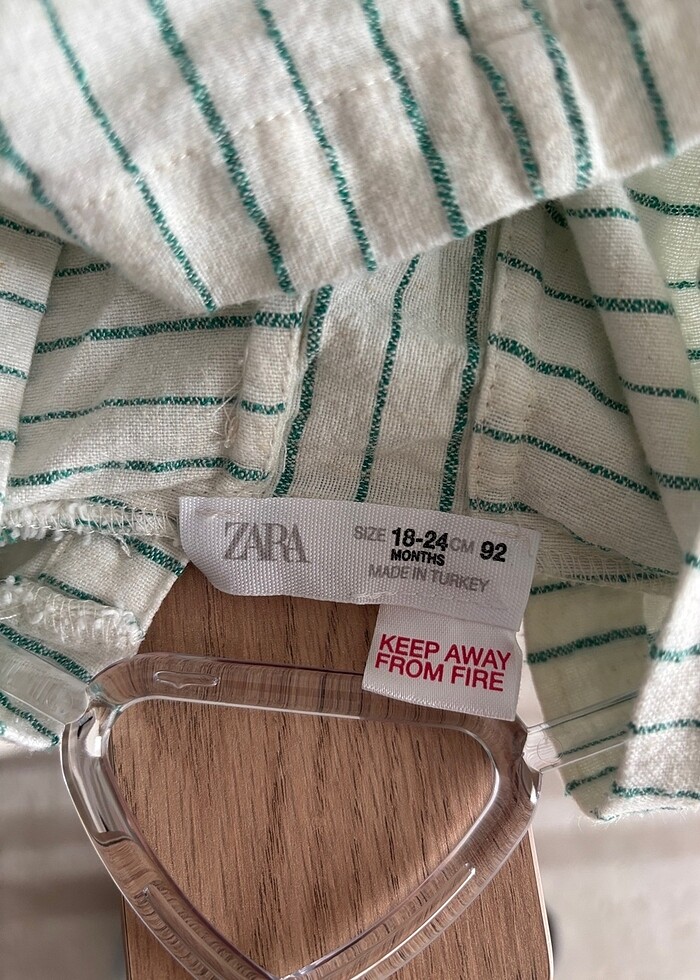 ZARA
SIZE 18-24 CM 92
MONTHS
MADE IN TURKEY
KEEP AWAY
FROM FIRE